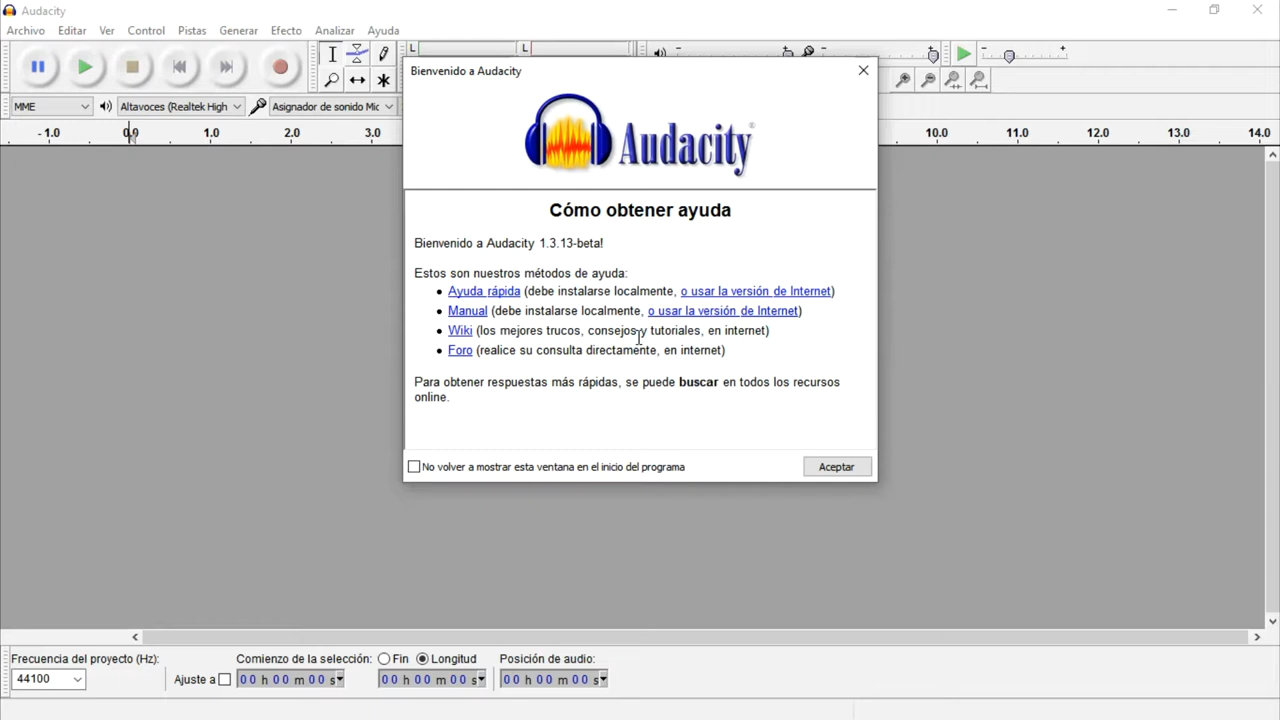 Audacity
Archivo Editar Ver Control Pistas Generar Efecto Analizar Ayuda
L L
MME Altavoces (Realtek High Asignador de sonido Mic
-1.0 0.0 1.0 2.0 3.0 10.0 11.0 12.0 13.0 14.0
Bienvenido a Audacity
Audacity®
Cómo obtener ayuda
Bienvenido a Audacity 1.3.13-beta!
Estos son nuestros métodos de ayuda:
• Ayuda rápida (debe instalarse localmente, o usar la versión de Internet)
• Manual (debe instalarse localmente, o usar la versión de Internet)
• Wiki (los mejores trucos, consejos y tutoriales, en internet)
• Foro (realice su consulta directamente, en internet)
Para obtener respuestas más rápidas, se puede buscar en todos los recursos
online.
No volver a mostrar esta ventana en el inicio del programa
Aceptar
Frecuencia del proyecto (Hz): Comienzo de la selección: Fin Longitud Posición de audio:
44100 Ajuste a 00 h 00 m 00 s 00 h 00 m 00 s 00 h 00 m 00 s